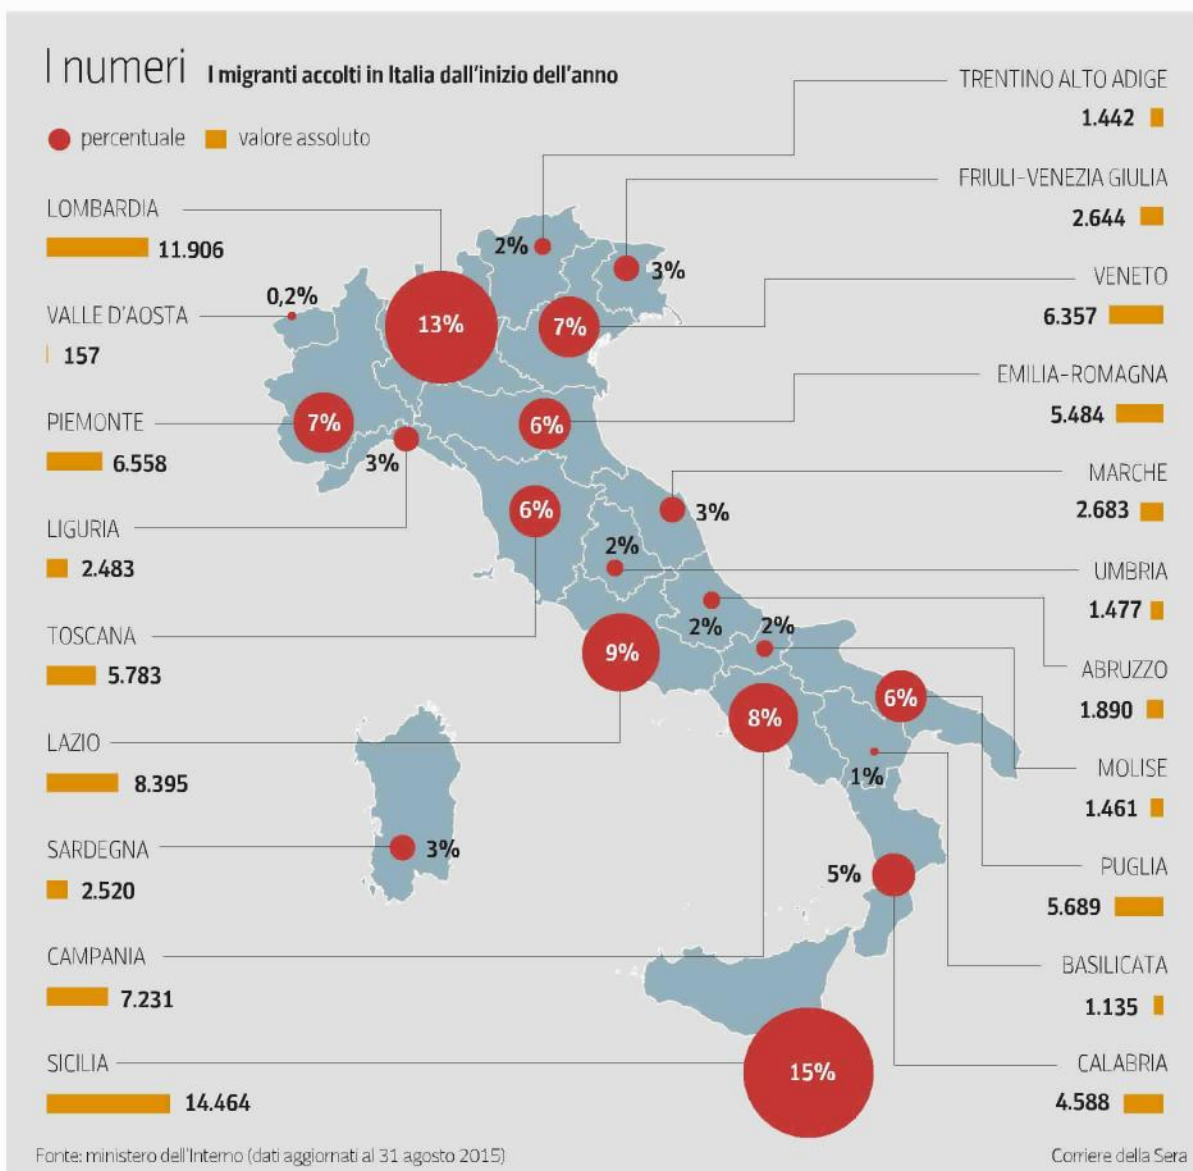 I numeri I migranti accolti in Italia dall'inizio dell'anno
percentuale valore assoluto
LOMBARDIA
11.906
VALLE D'AOSTA
157
PIEMONTE
6.558
LIGURIA
2.483
TOSCANA
5.783
LAZIO
8.395
SARDEGNA
2.520
CAMPANIA
7.231
SICILIA
14.464
2%
3%
0,2%
13%
7%
7%
6%
3%
6%
3%
2%
2%
2%
9%
6%
8%
1%
3%
5%
15%
TRENTINO ALTO ADIGE
1.442
FRIULI-VENEZIA GIULIA
2.644
VENETO
6.357
EMILIA-ROMAGNA
5.484
MARCHE
2.683
UMBRIA
1.477
ABRUZZO
1.890
MOLISE
1.461
PUGLIA
5.689
BASILICATA
1.135
CALABRIA
4.588
Fonte: ministero dell'Interno (dati aggiornati al 31 agosto 2015)
Corriere della Sera